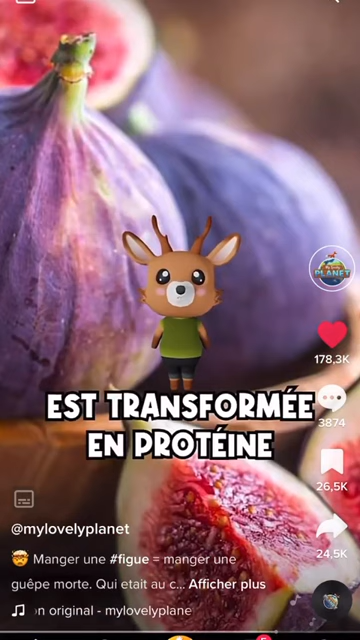 PLANET
178,3K
EST TRANSFORMÉE
EN PROTÉINE
3874
26,5K
@mylovelyplanet
24,5K
🤯 Manger une #figue = manger une
guêpe morte. Qui etait au c... Afficher plus
on original - mylovelyplane